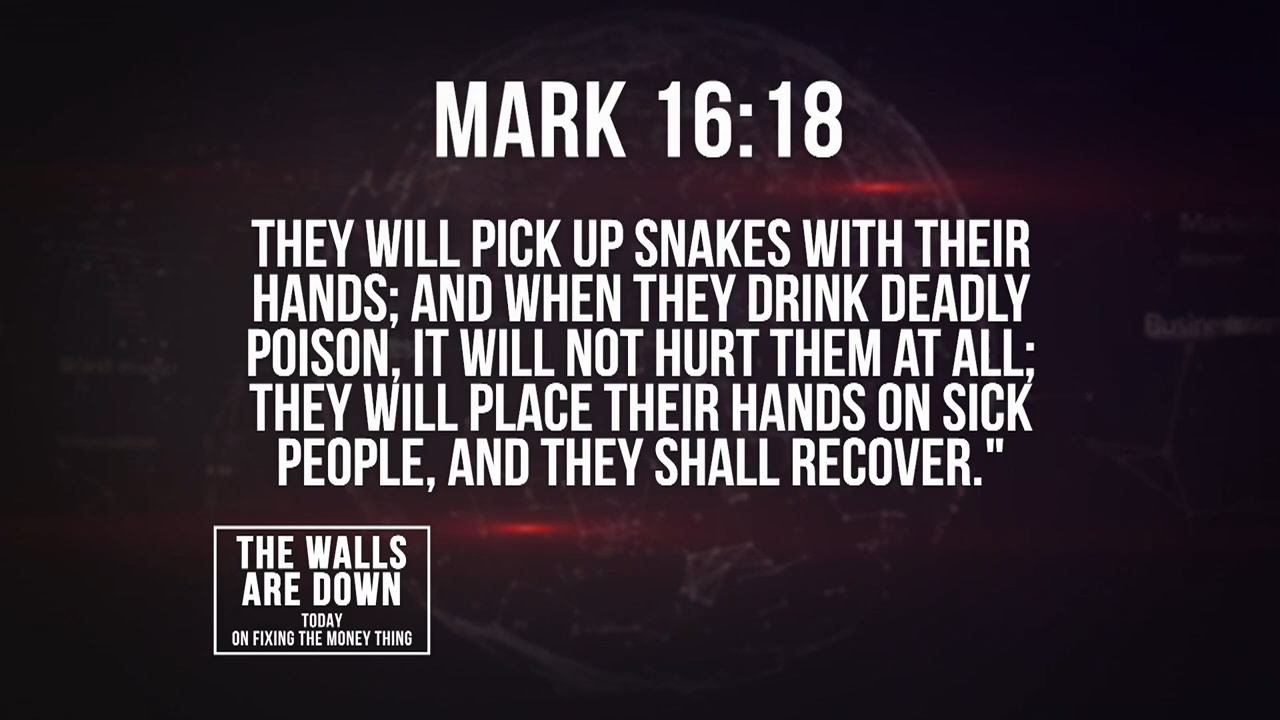 MARK 16:18
THEY WILL PICK UP SNAKES WITH THEIR
HANDS; AND WHEN THEY DRINK DEADLY
POISON, IT WILL NOT HURT THEM AT ALL;
THEY WILL PLACE THEIR HANDS ON SICK
PEOPLE, AND THEY SHALL RECOVER."
THE WALLS
ARE DOWN
TODAY
ON FIXING THE MONEY THING